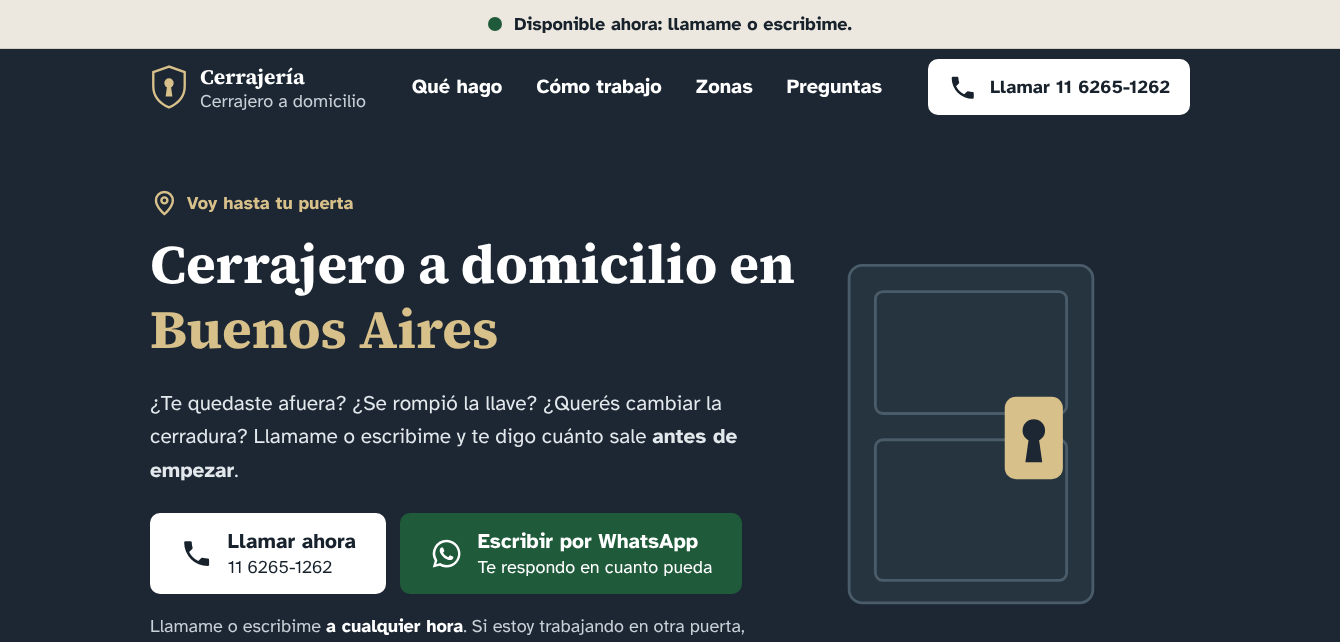 Disponible ahora: llamame o escribime.
Cerrajería
Cerrajero a domicilio
Qué hago
Cómo trabajo
Zonas
Preguntas
Llamar 11 6265-1262
Voy hasta tu puerta
Cerrajero a domicilio en
Buenos Aires
¿Te quedaste afuera? ¿Se rompió la llave? ¿Querés cambiar la
cerradura? Llamame o escribime y te digo cuánto sale antes de
empezar.
Llamar ahora
11 6265-1262
Escribir por WhatsApp
Te respondo en cuanto pueda
Llamame o escribime a cualquier hora. Si estoy trabajando en otra puerta,